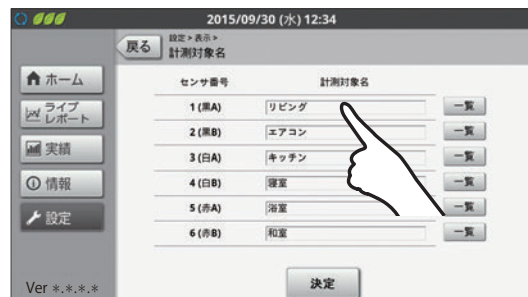 2015/09/30 (水) 12:34
戻る
設定 > 表示 >
計測対象名
ホーム
ライブ
レポート
実績
情報
設定
Ver *.*.*.*
センサ番号 計測対象名
1 (黒A) リビング 一覧
2 (黒B) エアコン 一覧
3 (白A) キッチン 一覧
4 (白B) 寝室 一覧
5 (赤A) 浴室 一覧
6 (赤B) 和室 一覧
決定